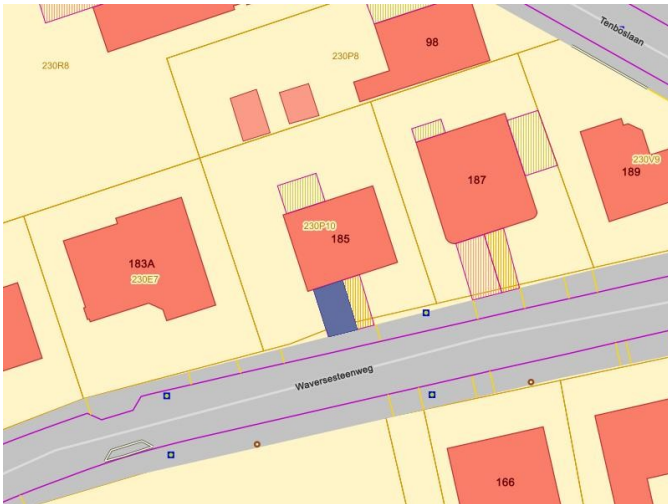 Tenboslaan
98
230P8
230R8
187
230V9
189
230P10
185
183A
230E7
Waversesteenweg
166